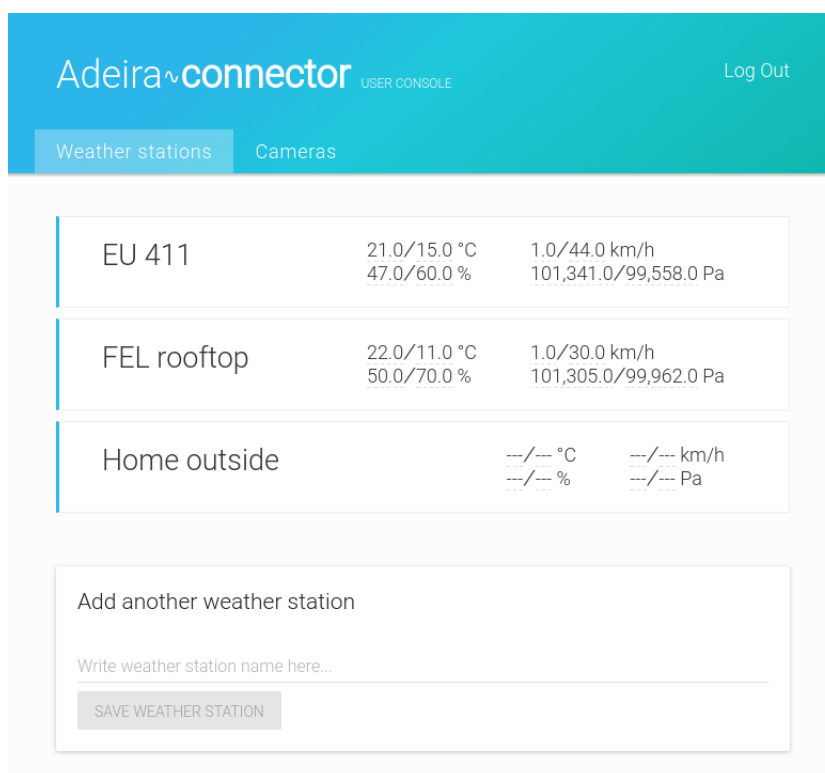 Adeira∿connector USER CONSOLE
Log Out
Weather stations Cameras
EU 411
21.0/15.0 °C 1.0/44.0 km/h
47.0/60.0 % 101,341.0/99,558.0 Pa
FEL rooftop
22.0/11.0 °C 1.0/30.0 km/h
50.0/70.0 % 101,305.0/99,962.0 Pa
Home outside
---/--- °C ---/--- km/h
---/--- % ---/--- Pa
Add another weather station
Write weather station name here...
SAVE WEATHER STATION